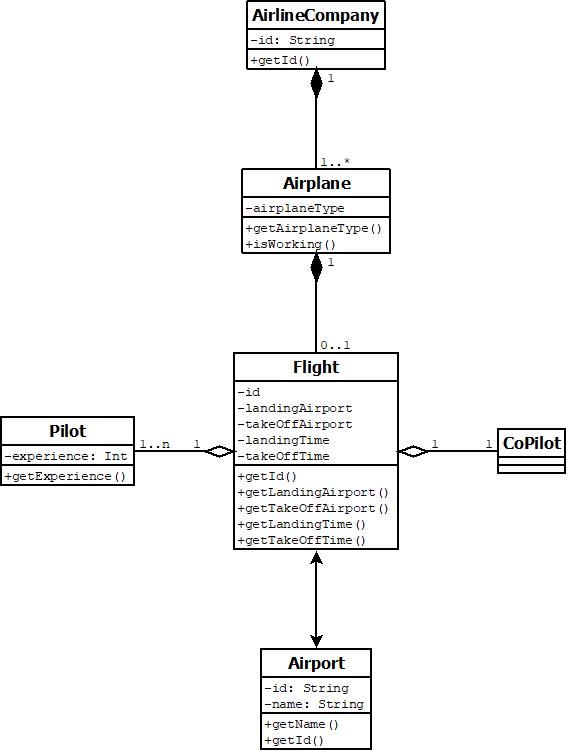 AirlineCompany
-id: String
+getId()
1
1..*
Airplane
-airplaneType
+getAirplaneType()
+isWorking()
1
0..1
Flight
-id
-landingAirport
-takeOffAirport
-landingTime
-takeOffTime
+getId()
+getLandingAirport()
+getTakeOffAirport()
+getLandingTime()
+getTakeOffTime()
Pilot
-experience: Int
+getExperience()
1..n
1
1
1
CoPilot
Airport
-id: String
-name: String
+getName()
+getId()